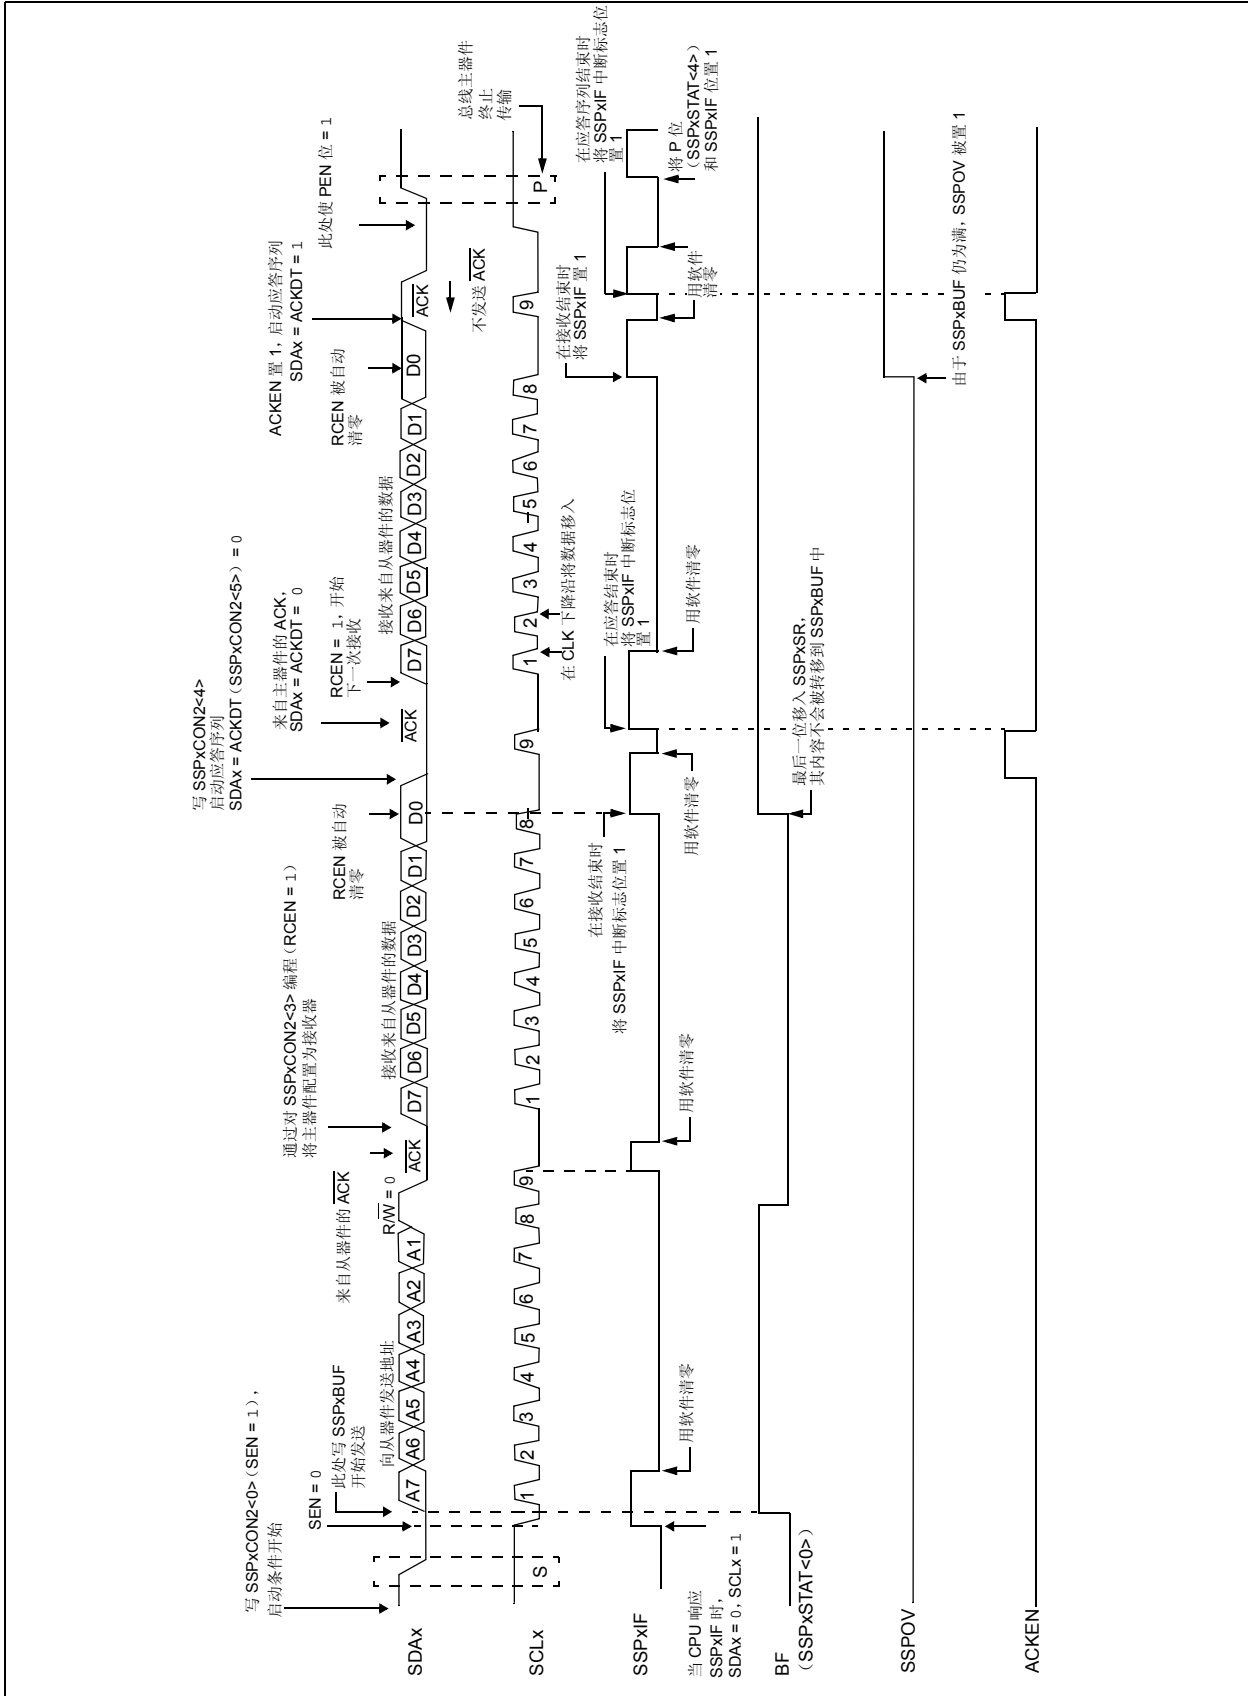 写 SSPxCON2<0>（SEN = 1），
启动条件开始
SEN = 0
此处写 SSPxBUF
开始发送
向从器件发送地址
来自从器件的 ACK
R/W = 0
ACK
通过对 SSPxCON2<3> 编程（RCEN = 1）
将主器件配置为接收器
接收来自从器件的数据
RCEN 被自动
清零
写 SSPxCON2<4>
启动应答序列
SDAx = ACKDT（SSPxCON2<5>）= 0
来自主器件的 ACK,
SDAx = ACKDT = 0
ACK
RCEN = 1, 开始
下一次接收
接收来自从器件的数据
RCEN 被自动
清零
ACKEN 置 1, 启动应答序列
SDAx = ACKDT = 1
ACK
不发送 ACK
此处使 PEN 位 = 1
总线主器件
终止
传输
SDAx
A7 A6 A5 A4 A3 A2 A1
D7 D6 D5 D4 D3 D2 D1 D0
D7 D6 D5 D4 D3 D2 D1 D0
SCLx
S
1 2 3 4 5 6 7 8 9
1 2 3 4 5 6 7 8 9
1 2 3 4 5 6 7 8 9
P
在 CLK 下降沿将数据移入
SSPxIF
当 CPU 响应
SSPxIF 时,
SDAx = 0, SCLx = 1
用软件清零
用软件清零
在接收结束时
将 SSPxIF 中断标志位置 1
用软件清零
在应答结束时
将 SSPxIF 中断标志位
置 1
用软件清零
在接收结束时
将 SSPxIF 置 1
用软件
清零
在应答序列结束时
将 SSPxIF 中断标志位
置 1
将 P 位
（SSPxSTAT<4>）
和 SSPxIF 位置 1
BF
（SSPxSTAT<0>）
最后一位移入 SSPxSR,
其内容不会被转移到 SSPxBUF 中
SSPOV
由于 SSPxBUF 仍为满, SSPOV 被置 1
ACKEN